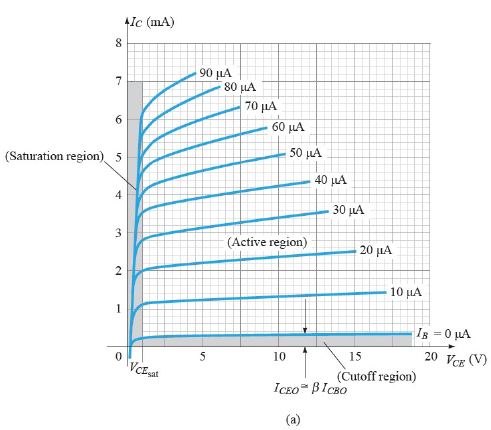 I_C (mA)
8
7
6
5
4
3
2
1
0
90 μA
80 μA
70 μA
60 μA
50 μA
40 μA
30 μA
20 μA
10 μA
I_B = 0 μA
(Saturation region)
(Active region)
(Cutoff region)
5
10
15
20
V_CE (V)
V_CEsat
I_CEO ≅ β I_CBO
(a)